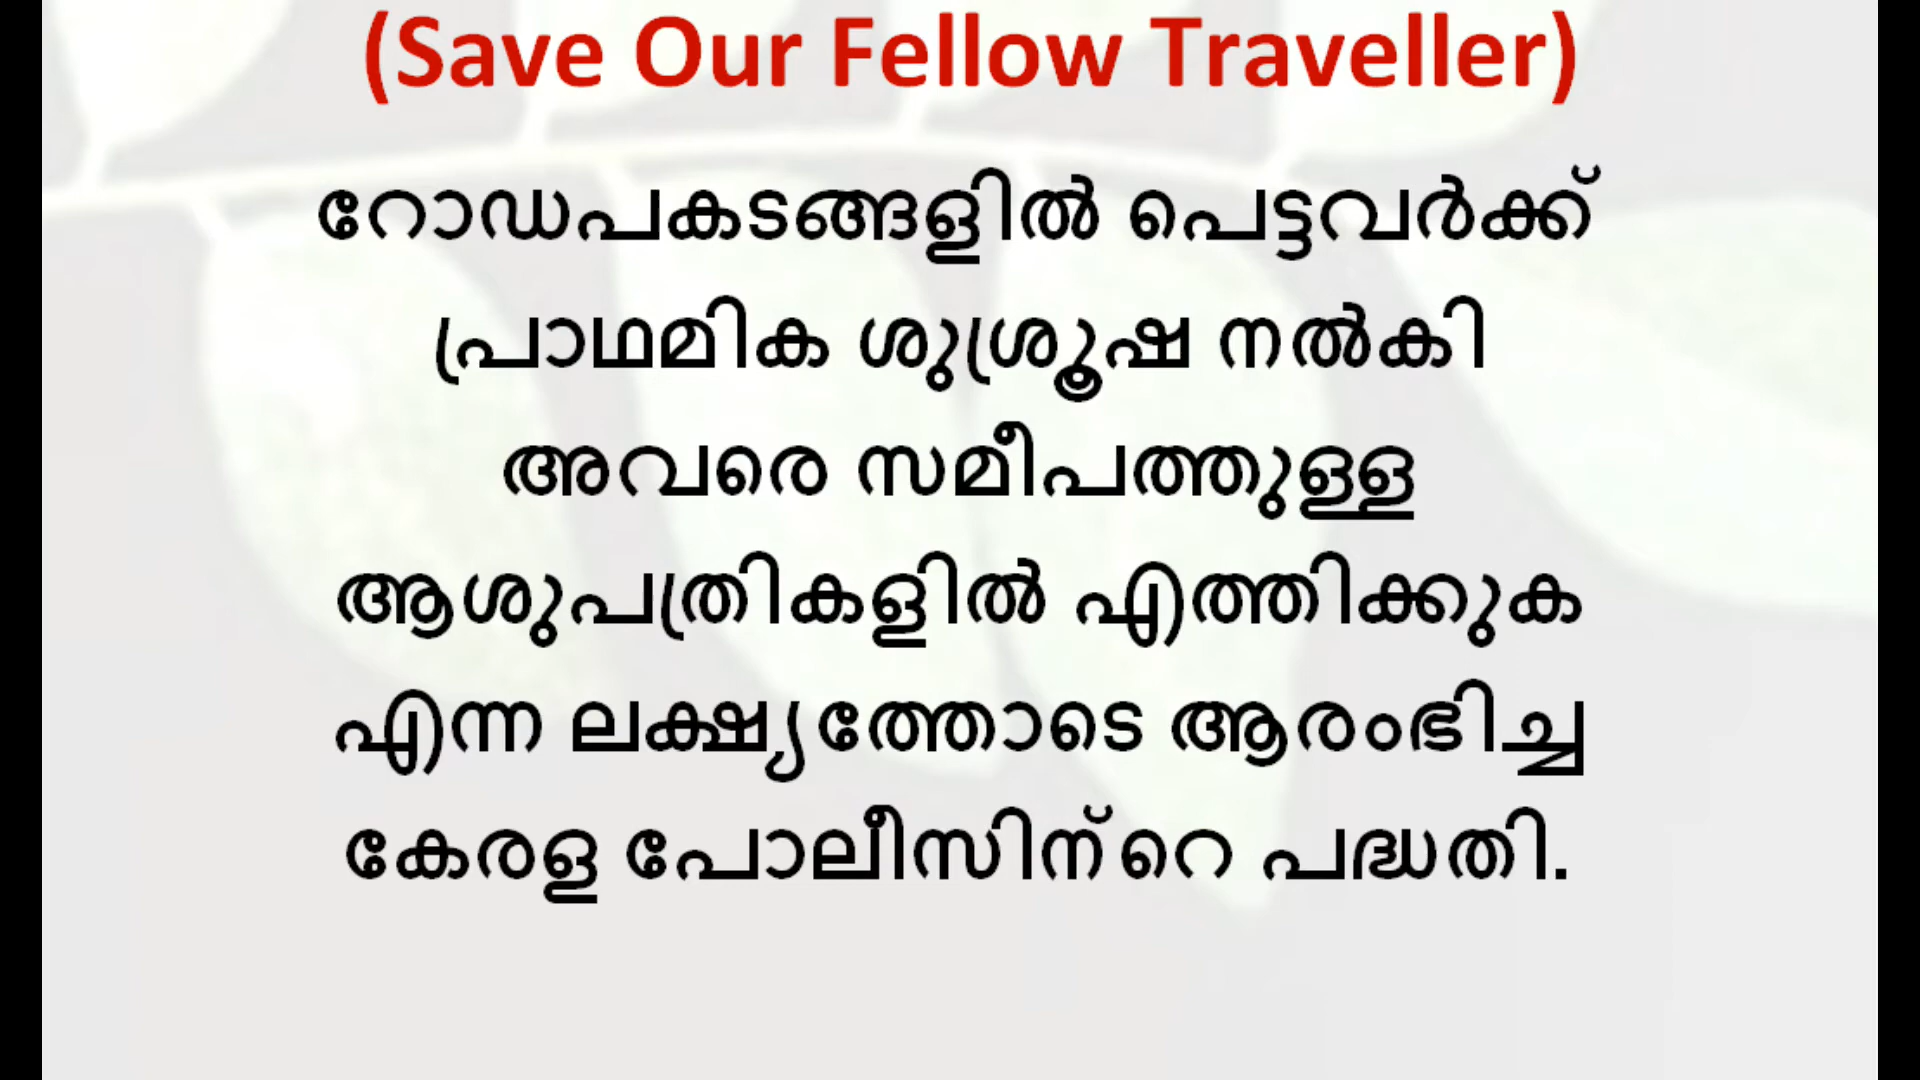 (Save Our Fellow Traveller)
റോഡപകടങ്ങളിൽ പെട്ടവർക്ക്
പ്രാഥമിക ശുശ്രൂഷ നൽകി
അവരെ സമീപത്തുള്ള
ആശുപത്രികളിൽ എത്തിക്കുക
എന്ന ലക്ഷ്യത്തോടെ ആരംഭിച്ച
കേരള പോലീസിന്റെ പദ്ധതി.